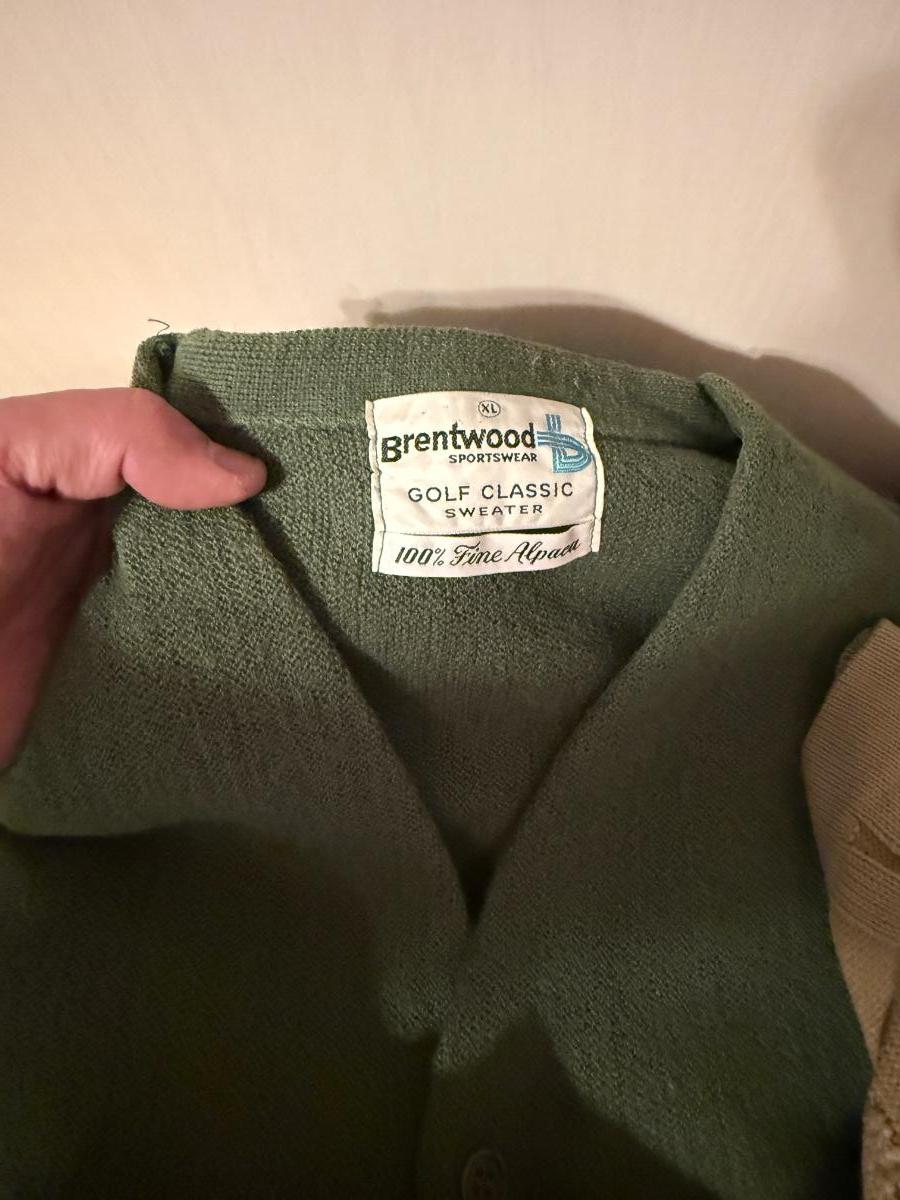 XL
Brentwood
SPORTSWEAR
GOLF CLASSIC
SWEATER
100% Fine Alpaca